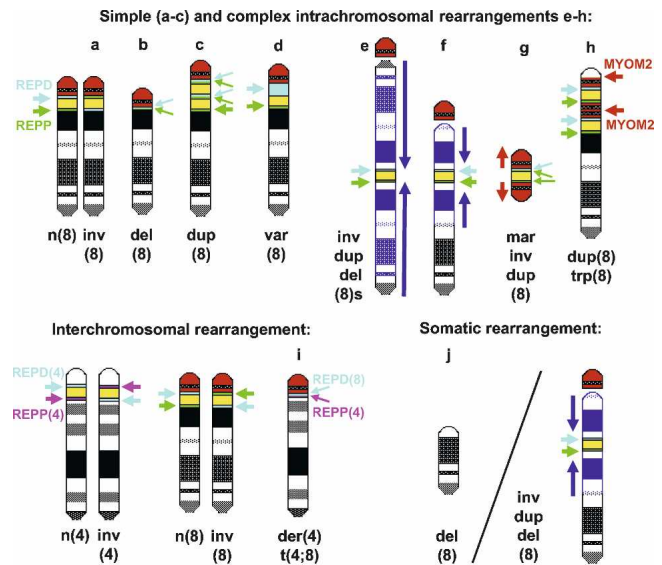 Simple (a-c) and complex intrachromosomal rearrangements e-h:
a
b
c
d
e
f
g
h
REPD
REPP
MYOM2
MYOM2
n(8)
inv
(8)
del
(8)
dup
(8)
var
(8)
inv
dup
del
(8)s
mar
inv
dup
(8)
dup(8)
trp(8)
Interchromosomal rearrangement:
Somatic rearrangement:
i
j
REPD(4)
REPP(4)
REPD(8)
REPP(4)
n(4)
inv
(4)
n(8)
inv
(8)
der(4)
t(4;8)
del
(8)
inv
dup
del
(8)